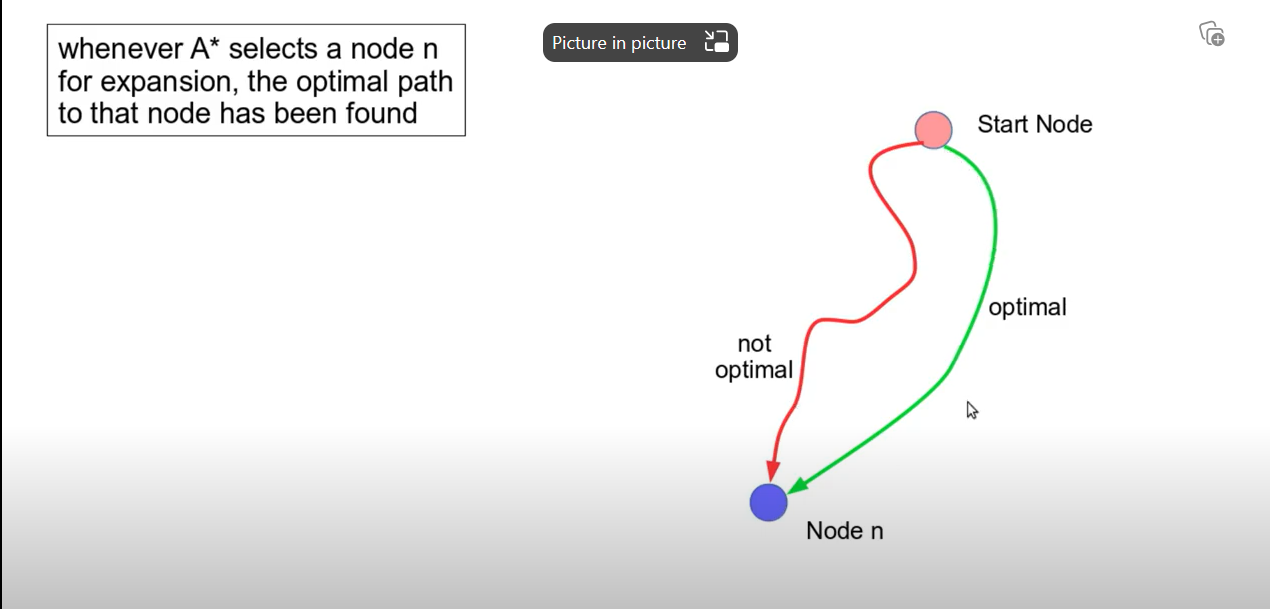 whenever A* selects a node n
for expansion, the optimal path
to that node has been found
Picture in picture
Start Node
optimal
not
optimal
Node n